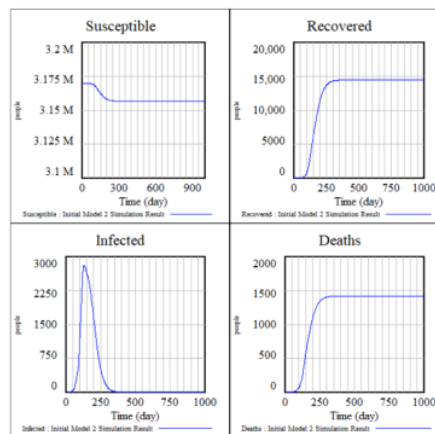 Susceptible
3.2 M
3.175 M
3.15 M
3.125 M
3.1 M
people
0 300 600 900
Time (day)
Susceptible : Initial Model 2 Simulation Result
Recovered
20,000
15,000
10,000
5000
0
people
0 250 500 750 1000
Time (day)
Recovered : Initial Model 2 Simulation Result
Infected
3000
2250
1500
750
0
people
0 250 500 750 1000
Time (day)
Infected : Initial Model 2 Simulation Result
Deaths
2000
1500
1000
500
0
people
0 250 500 750 1000
Time (day)
Deaths : Initial Model 2 Simulation Result